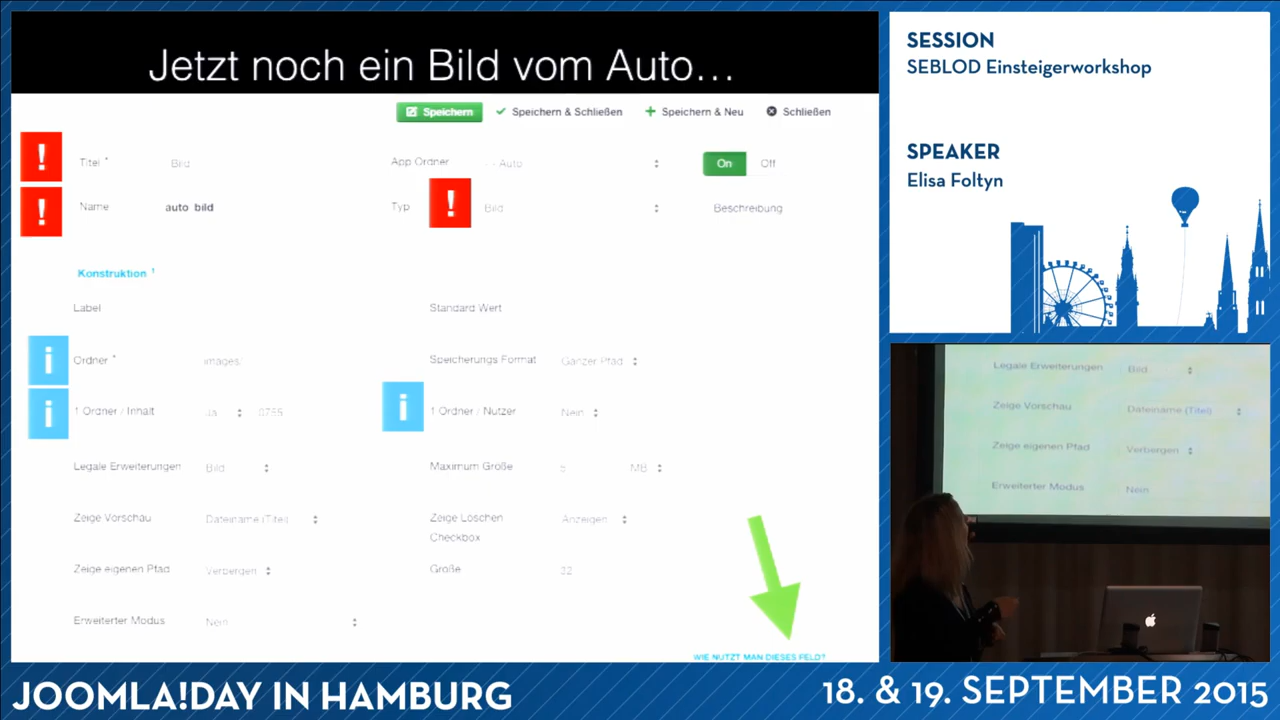 Jetzt noch ein Bild vom Auto...
Speichern
Speichern & Schließen
Speichern & Neu
Schließen
Titel *
Bild
App Ordner
- - Auto
On
Off
Name
auto_bild
Typ
Bild
Beschreibung
Konstruktion
Label
Standard Wert
Ordner *
images/
Speicherungs Format
Ganzer Pfad
1 Ordner / Inhalt
Ja
0755
1 Ordner / Nutzer
Nein
Legale Erweiterungen
Bild
Maximum Größe
5
MB
Zeige Vorschau
Dateiname (Titel)
Zeige Löschen
Checkbox
Anzeigen
Zeige eigenen Pfad
Verbergen
Größe
32
Erweiterter Modus
Nein
WIE NUTZT MAN DIESES FELD?
SESSION
SEBLOD Einsteigerworkshop
SPEAKER
Elisa Foltyn
Legale Erweiterungen
Bild
Zeige Vorschau
Dateiname (Titel)
Zeige eigenen Pfad
Verbergen
Erweiterter Modus
Nein
JOOMLA!DAY IN HAMBURG
18. & 19. SEPTEMBER 2015